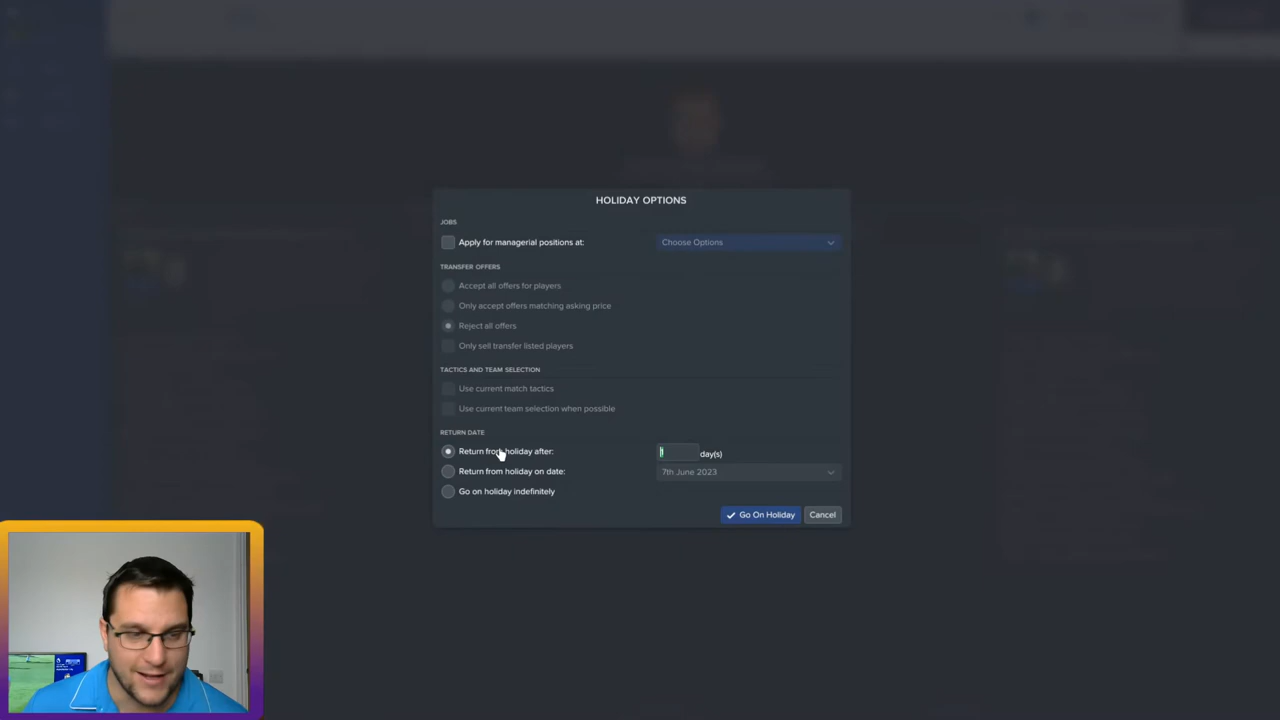 HOLIDAY OPTIONS
JOBS
Apply for managerial positions at:
Choose Options
TRANSFER OFFERS
Accept all offers for players
Only accept offers matching asking price
Reject all offers
Only sell transfer listed players
TACTICS AND TEAM SELECTION
Use current match tactics
Use current team selection when possible
RETURN DATE
Return from holiday after:
day(s)
Return from holiday on date:
7th June 2023
Go on holiday indefinitely
Go On Holiday
Cancel